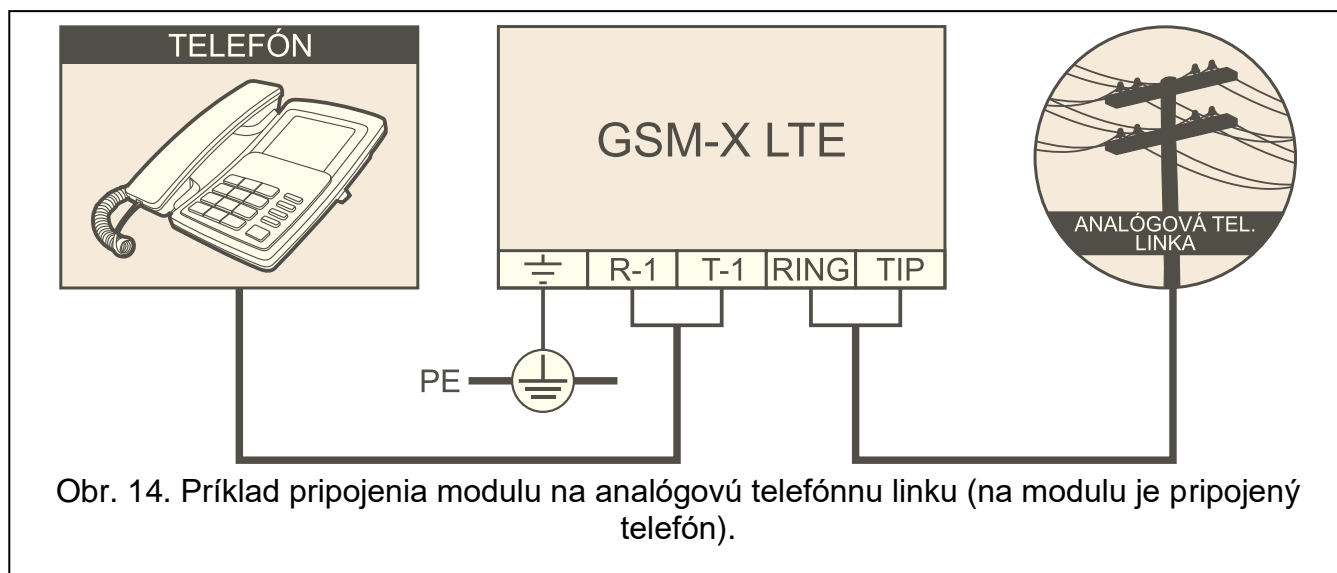 TELEFÓN
GSM-X LTE
ANALÓGOVÁ TEL.
LINKA
R-1 T-1 RING TIP
PE
Obr. 14. Príklad pripojenia modulu na analógovú telefónnu linku (na modulu je pripojený
telefón).